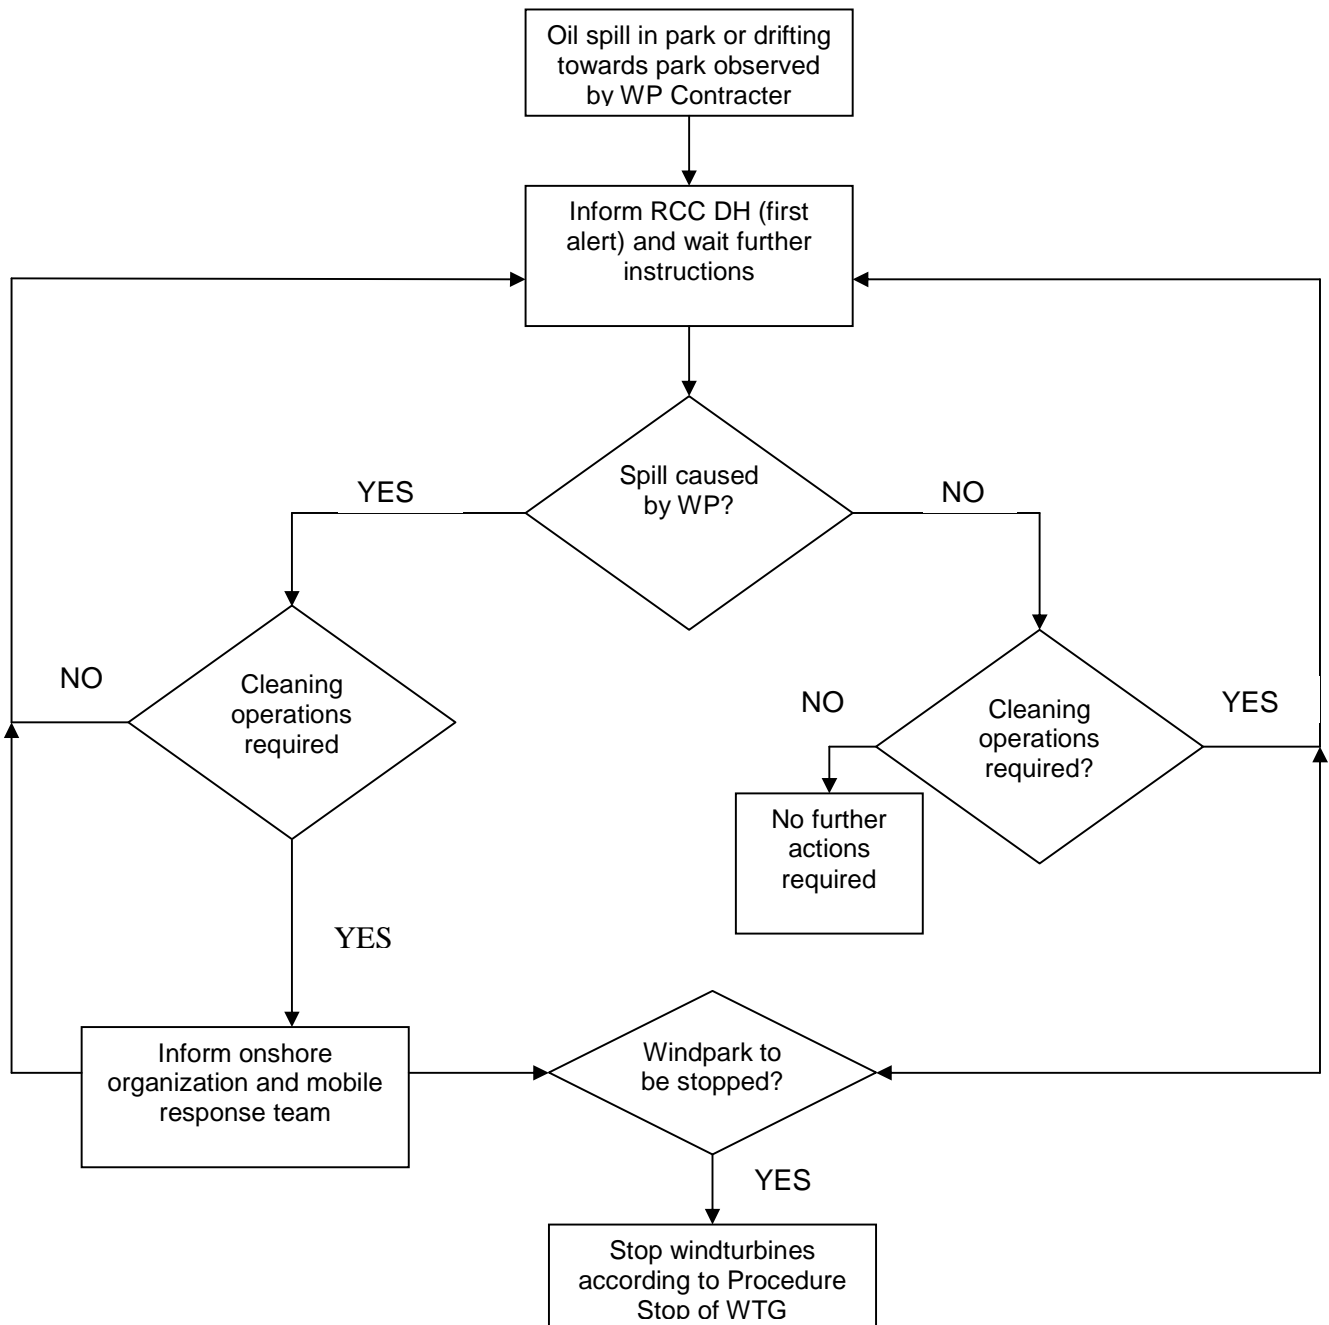 Oil spill in park or drifting
towards park observed
by WP Contracter
Inform RCC DH (first
alert) and wait further
instructions
Spill caused
by WP?
YES
NO
Cleaning
operations
required
NO
Cleaning
operations
required?
NO
YES
No further
actions
required
YES
Inform onshore
organization and mobile
response team
Windpark to
be stopped?
YES
Stop windturbines
according to Procedure
Stop of WTG